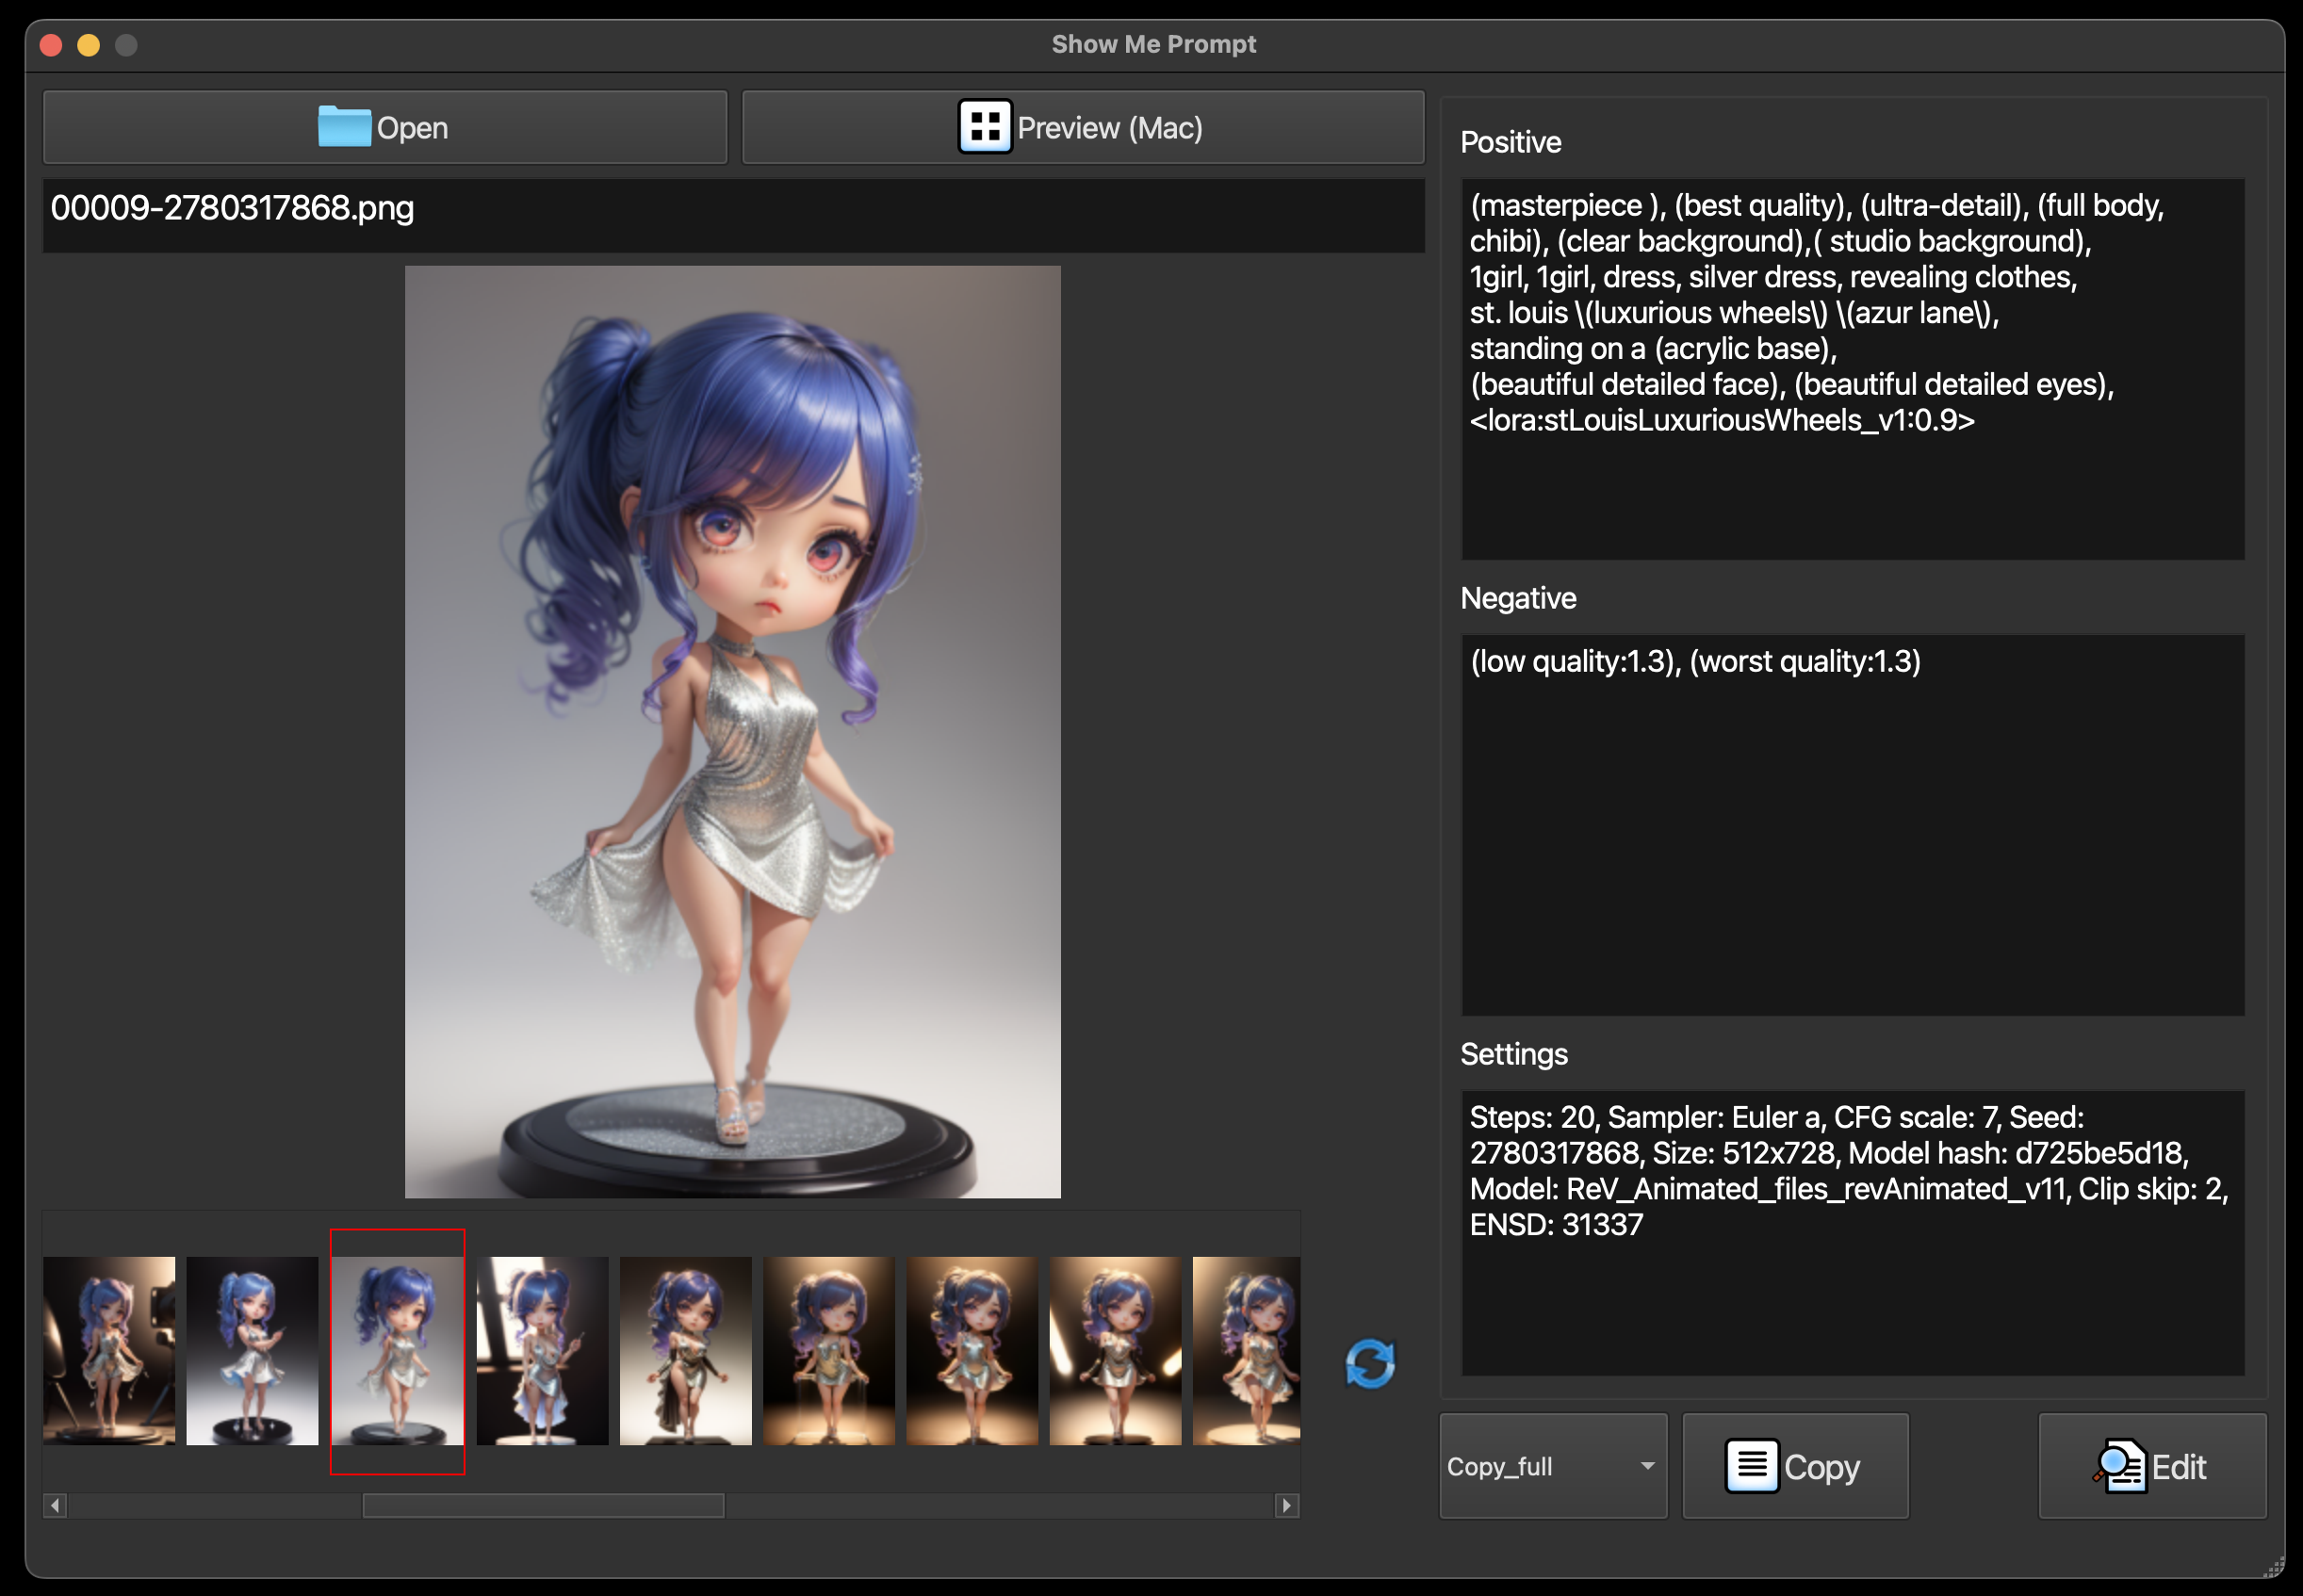 Show Me Prompt
Open
Preview (Mac)
00009-2780317868.png
Positive
(masterpiece ), (best quality), (ultra-detail), (full body,
chibi), (clear background),( studio background),
1girl, 1girl, dress, silver dress, revealing clothes,
st. louis \(luxurious wheels\) \(azur lane\),
standing on a (acrylic base),
(beautiful detailed face), (beautiful detailed eyes),
<lora:stLouisLuxuriousWheels_v1:0.9>
Negative
(low quality:1.3), (worst quality:1.3)
Settings
Steps: 20, Sampler: Euler a, CFG scale: 7, Seed:
2780317868, Size: 512x728, Model hash: d725be5d18,
Model: ReV_Animated_files_revAnimated_v11, Clip skip: 2,
ENSD: 31337
Copy_full
Copy
Edit